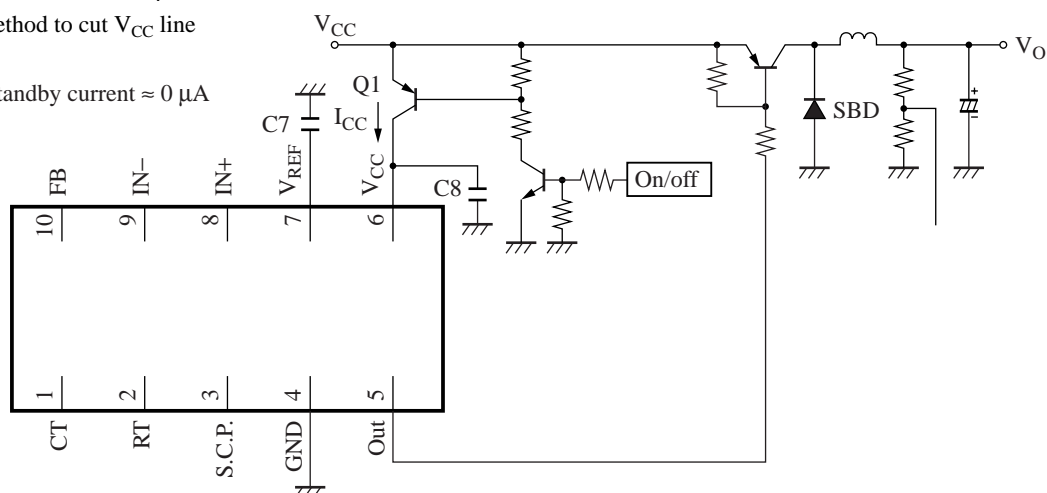 ethod to cut VCC line
tandby current ≈ 0 μA
VCC
VO
Q1
ICC
C7
C8
SBD
On/off
FB
IN−
IN+
VREF
VCC
10
9
8
7
6
1
2
3
4
5
CT
RT
S.C.P.
GND
Out